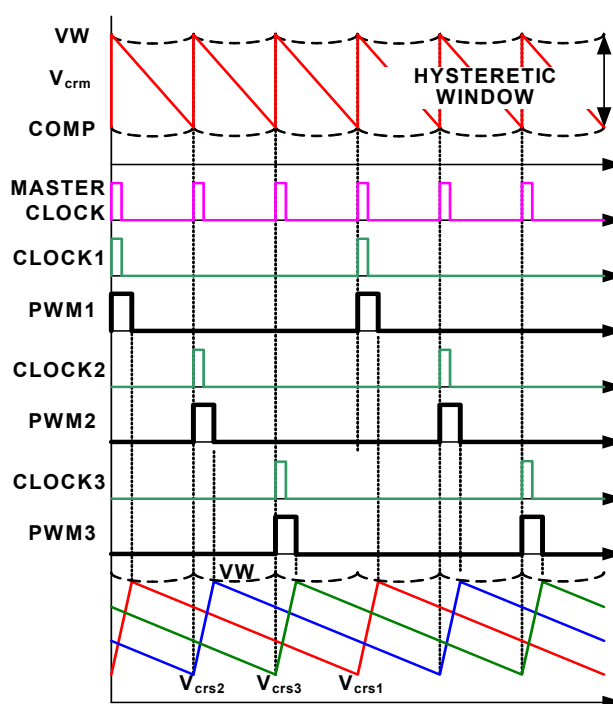 VW
Vcrm
HYSTERETIC
WINDOW
COMP
MASTER
CLOCK
CLOCK1
PWM1
CLOCK2
PWM2
CLOCK3
PWM3
VW
Vcrs2 Vcrs3 Vcrs1